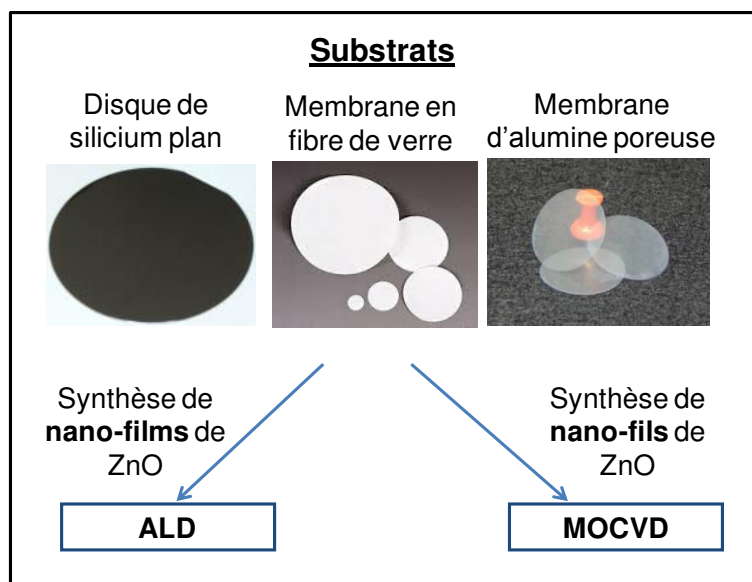 Substrats
Disque de
silicium plan
Membrane en
fibre de verre
Membrane
d'alumine poreuse
Synthèse de
nano-films de
ZnO
Synthèse de
nano-fils de
ZnO
ALD
MOCVD